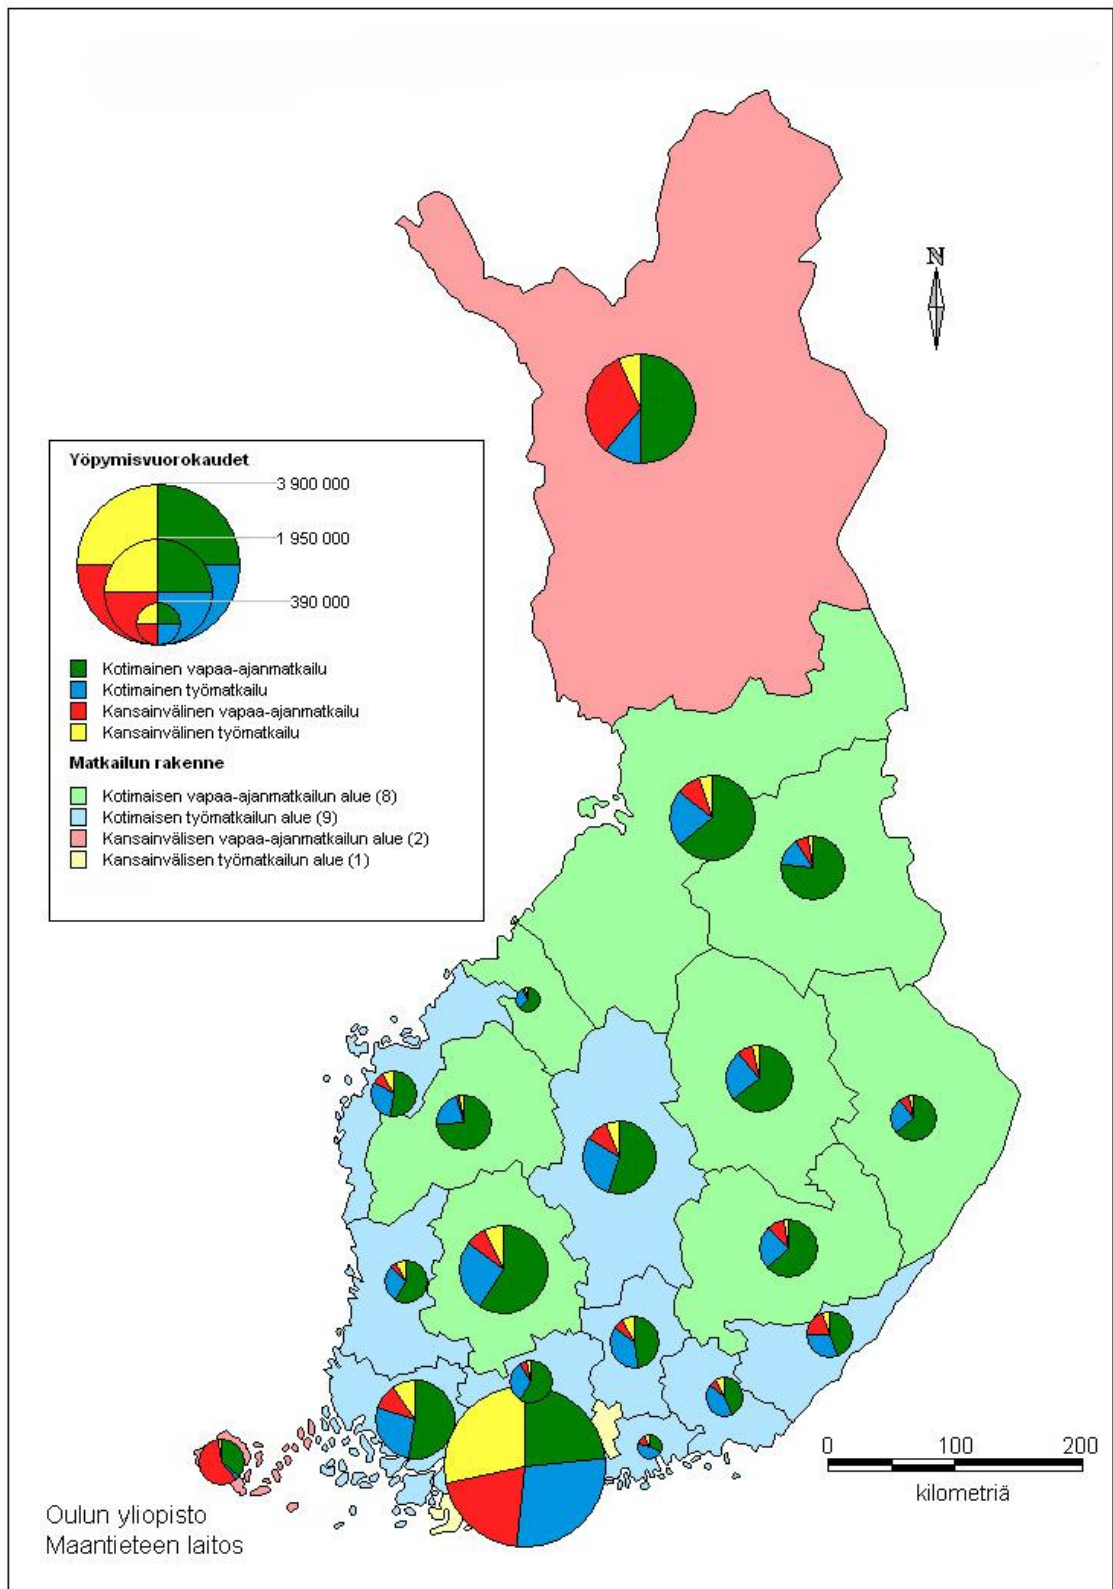 N
Yöpymisvuorokaudet
3 900 000
1 950 000
390 000
Kotimainen vapaa-ajanmatkailu
Kotimainen työmatkailu
Kansainvälinen vapaa-ajanmatkailu
Kansainvälinen työmatkailu
Matkailun rakenne
Kotimaisen vapaa-ajanmatkailun alue (8)
Kotimaisen työmatkailun alue (9)
Kansainvälisen vapaa-ajanmatkailun alue (2)
Kansainvälisen työmatkailun alue (1)
0 100 200
kilometriä
Oulun yliopisto
Maantieteen laitos